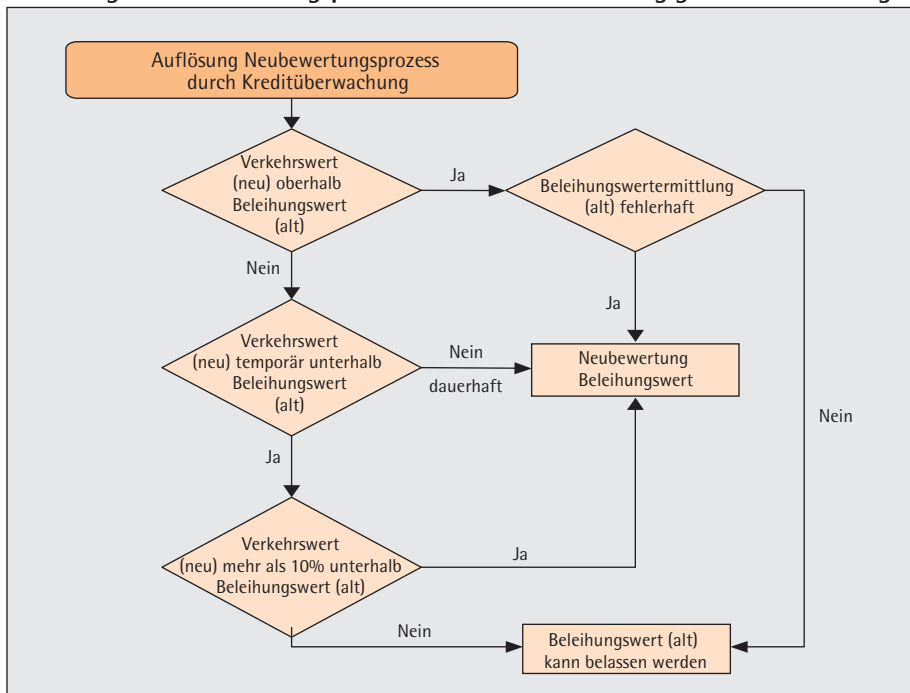 Auflösung Neubewertungsprozess
durch Kreditüberwachung
Verkehrswert
(neu) oberhalb
Beleihungswert
(alt)
Ja
Beleihungswertermittlung
(alt) fehlerhaft
Nein
Ja
Verkehrswert
(neu) temporär unterhalb
Beleihungswert
(alt)
Nein
dauerhaft
Neubewertung
Beleihungswert
Nein
Ja
Verkehrswert
(neu) mehr als 10% unterhalb
Beleihungswert (alt)
Ja
Nein
Beleihungswert (alt)
kann belassen werden